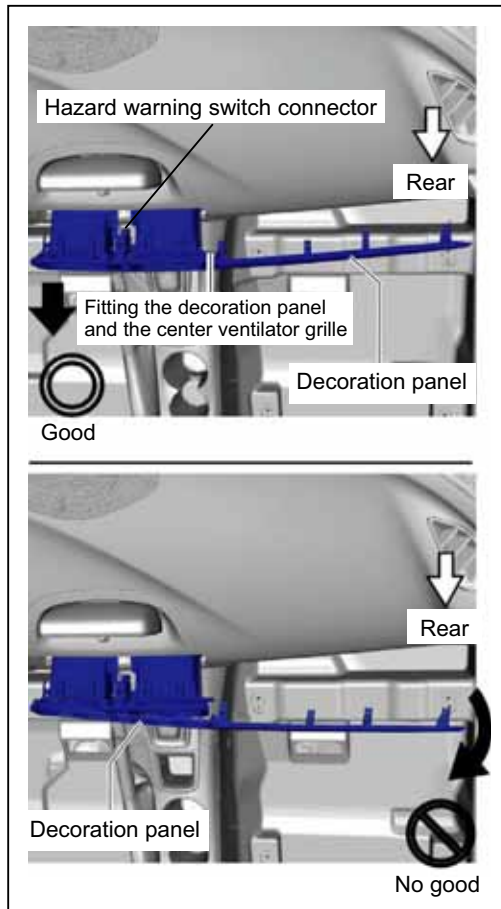 Hazard warning switch connector
Rear
Fitting the decoration panel
and the center ventilator grille
Decoration panel
Good
Rear
Decoration panel
No good